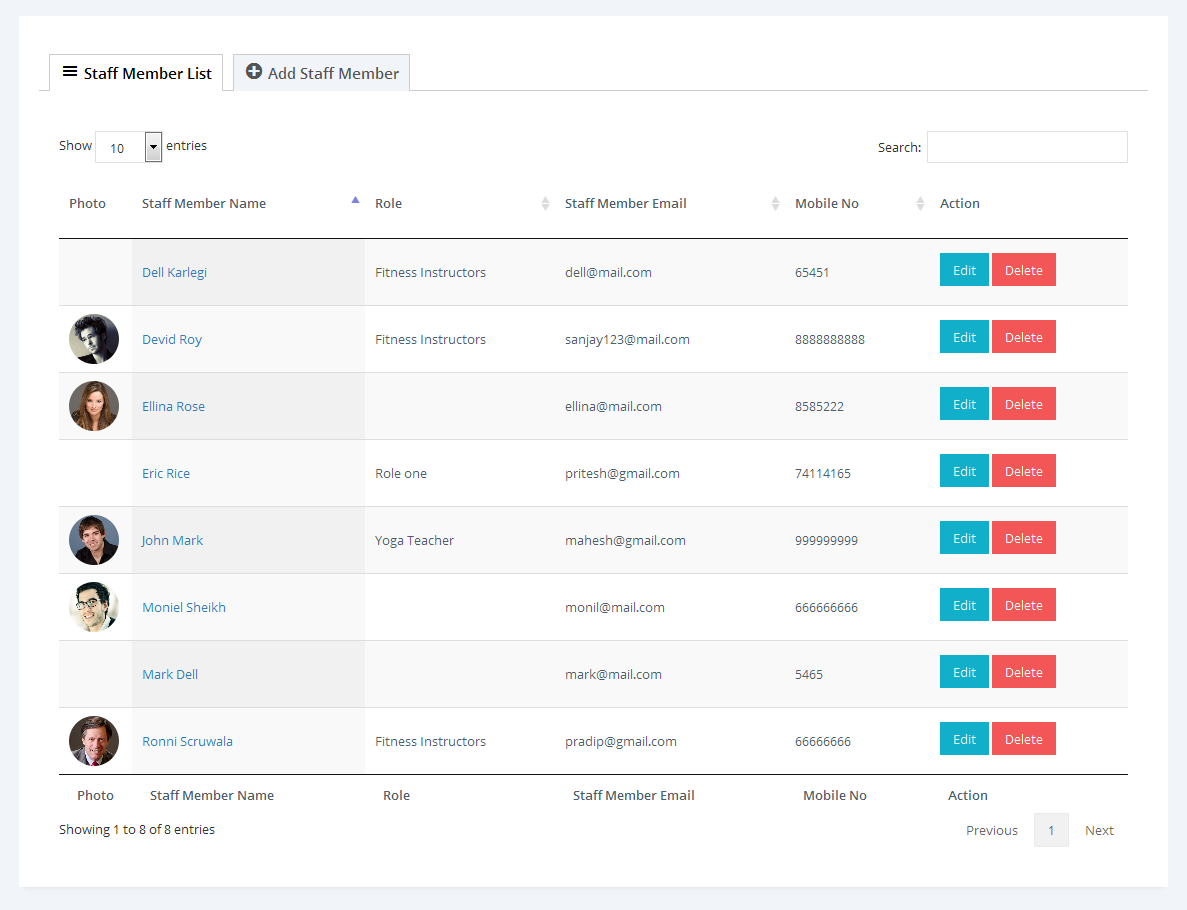 Staff Member List Add Staff Member
Show 10 entries Search:
Photo Staff Member Name Role Staff Member Email Mobile No Action
Dell Karlegi Fitness Instructors dell@mail.com 65451 Edit Delete
Devid Roy Fitness Instructors sanjay123@mail.com 8888888888 Edit Delete
Ellina Rose ellina@mail.com 8585222 Edit Delete
Eric Rice Role one pritesh@gmail.com 74114165 Edit Delete
John Mark Yoga Teacher mahesh@gmail.com 999999999 Edit Delete
Moniel Sheikh monil@mail.com 666666666 Edit Delete
Mark Dell mark@mail.com 5465 Edit Delete
Ronni Scruwala Fitness Instructors pradip@gmail.com 66666666 Edit Delete
Photo Staff Member Name Role Staff Member Email Mobile No Action
Showing 1 to 8 of 8 entries Previous 1 Next